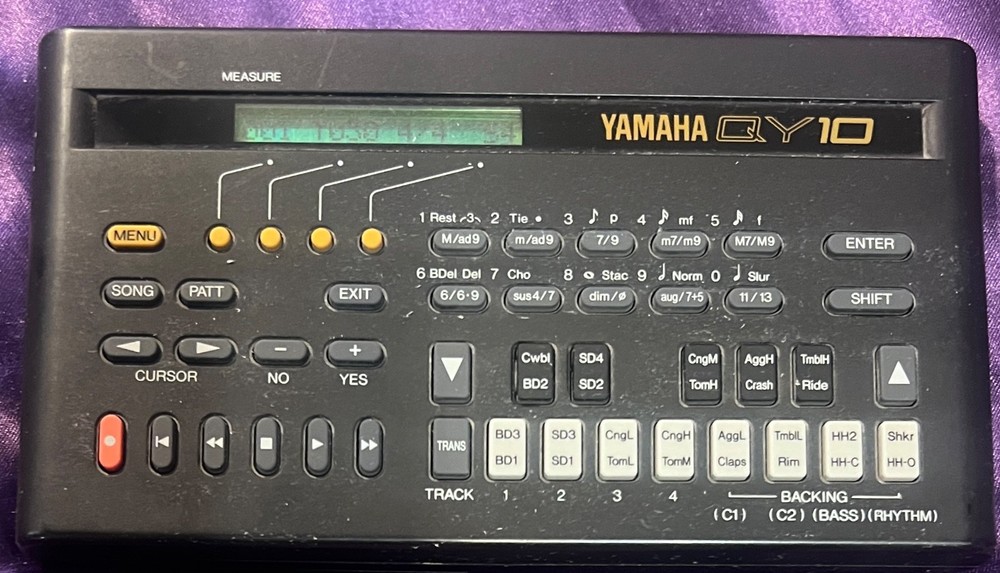 MEASURE
YAMAHA QY10
1 Rest 3 2 Tie 3 p 4 mf 5 f
MENU M/ad9 m/ad9 7/9 m7/m9 M7/M9 ENTER
6 BDel Del 7 Cho 8 Stac 9 Norm 0 Slur
SONG PATT EXIT 6/6·9 sus4/7 dim/ø aug/7+5 11/13 SHIFT
− +
CURSOR NO YES
Cwbl SD4 CngM AggH TmblH
BD2 SD2 TomH Crash Ride
TRANS
BD3 SD3 CngL CngH AggL TmblL HH2 Shkr
BD1 SD1 TomL TomM Claps Rim HH-C HH-O
TRACK 1 2 3 4 BACKING
(C1) (C2) (BASS) (RHYTHM)